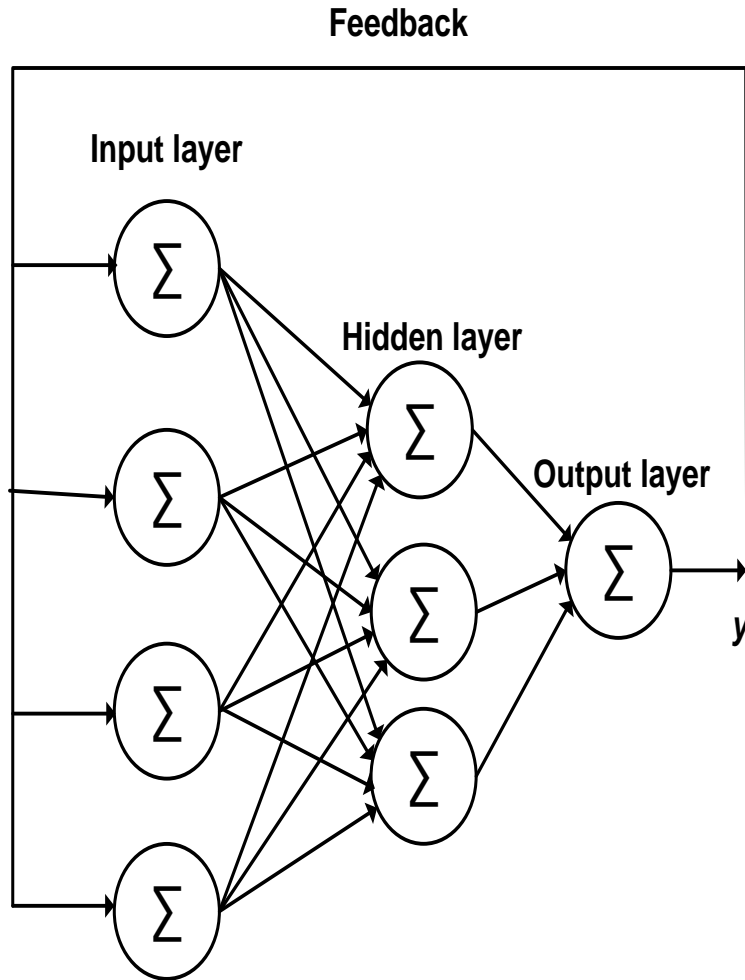 Feedback
Input layer
∑
Hidden layer
∑
∑
Output layer
∑
∑
∑
y
∑
∑